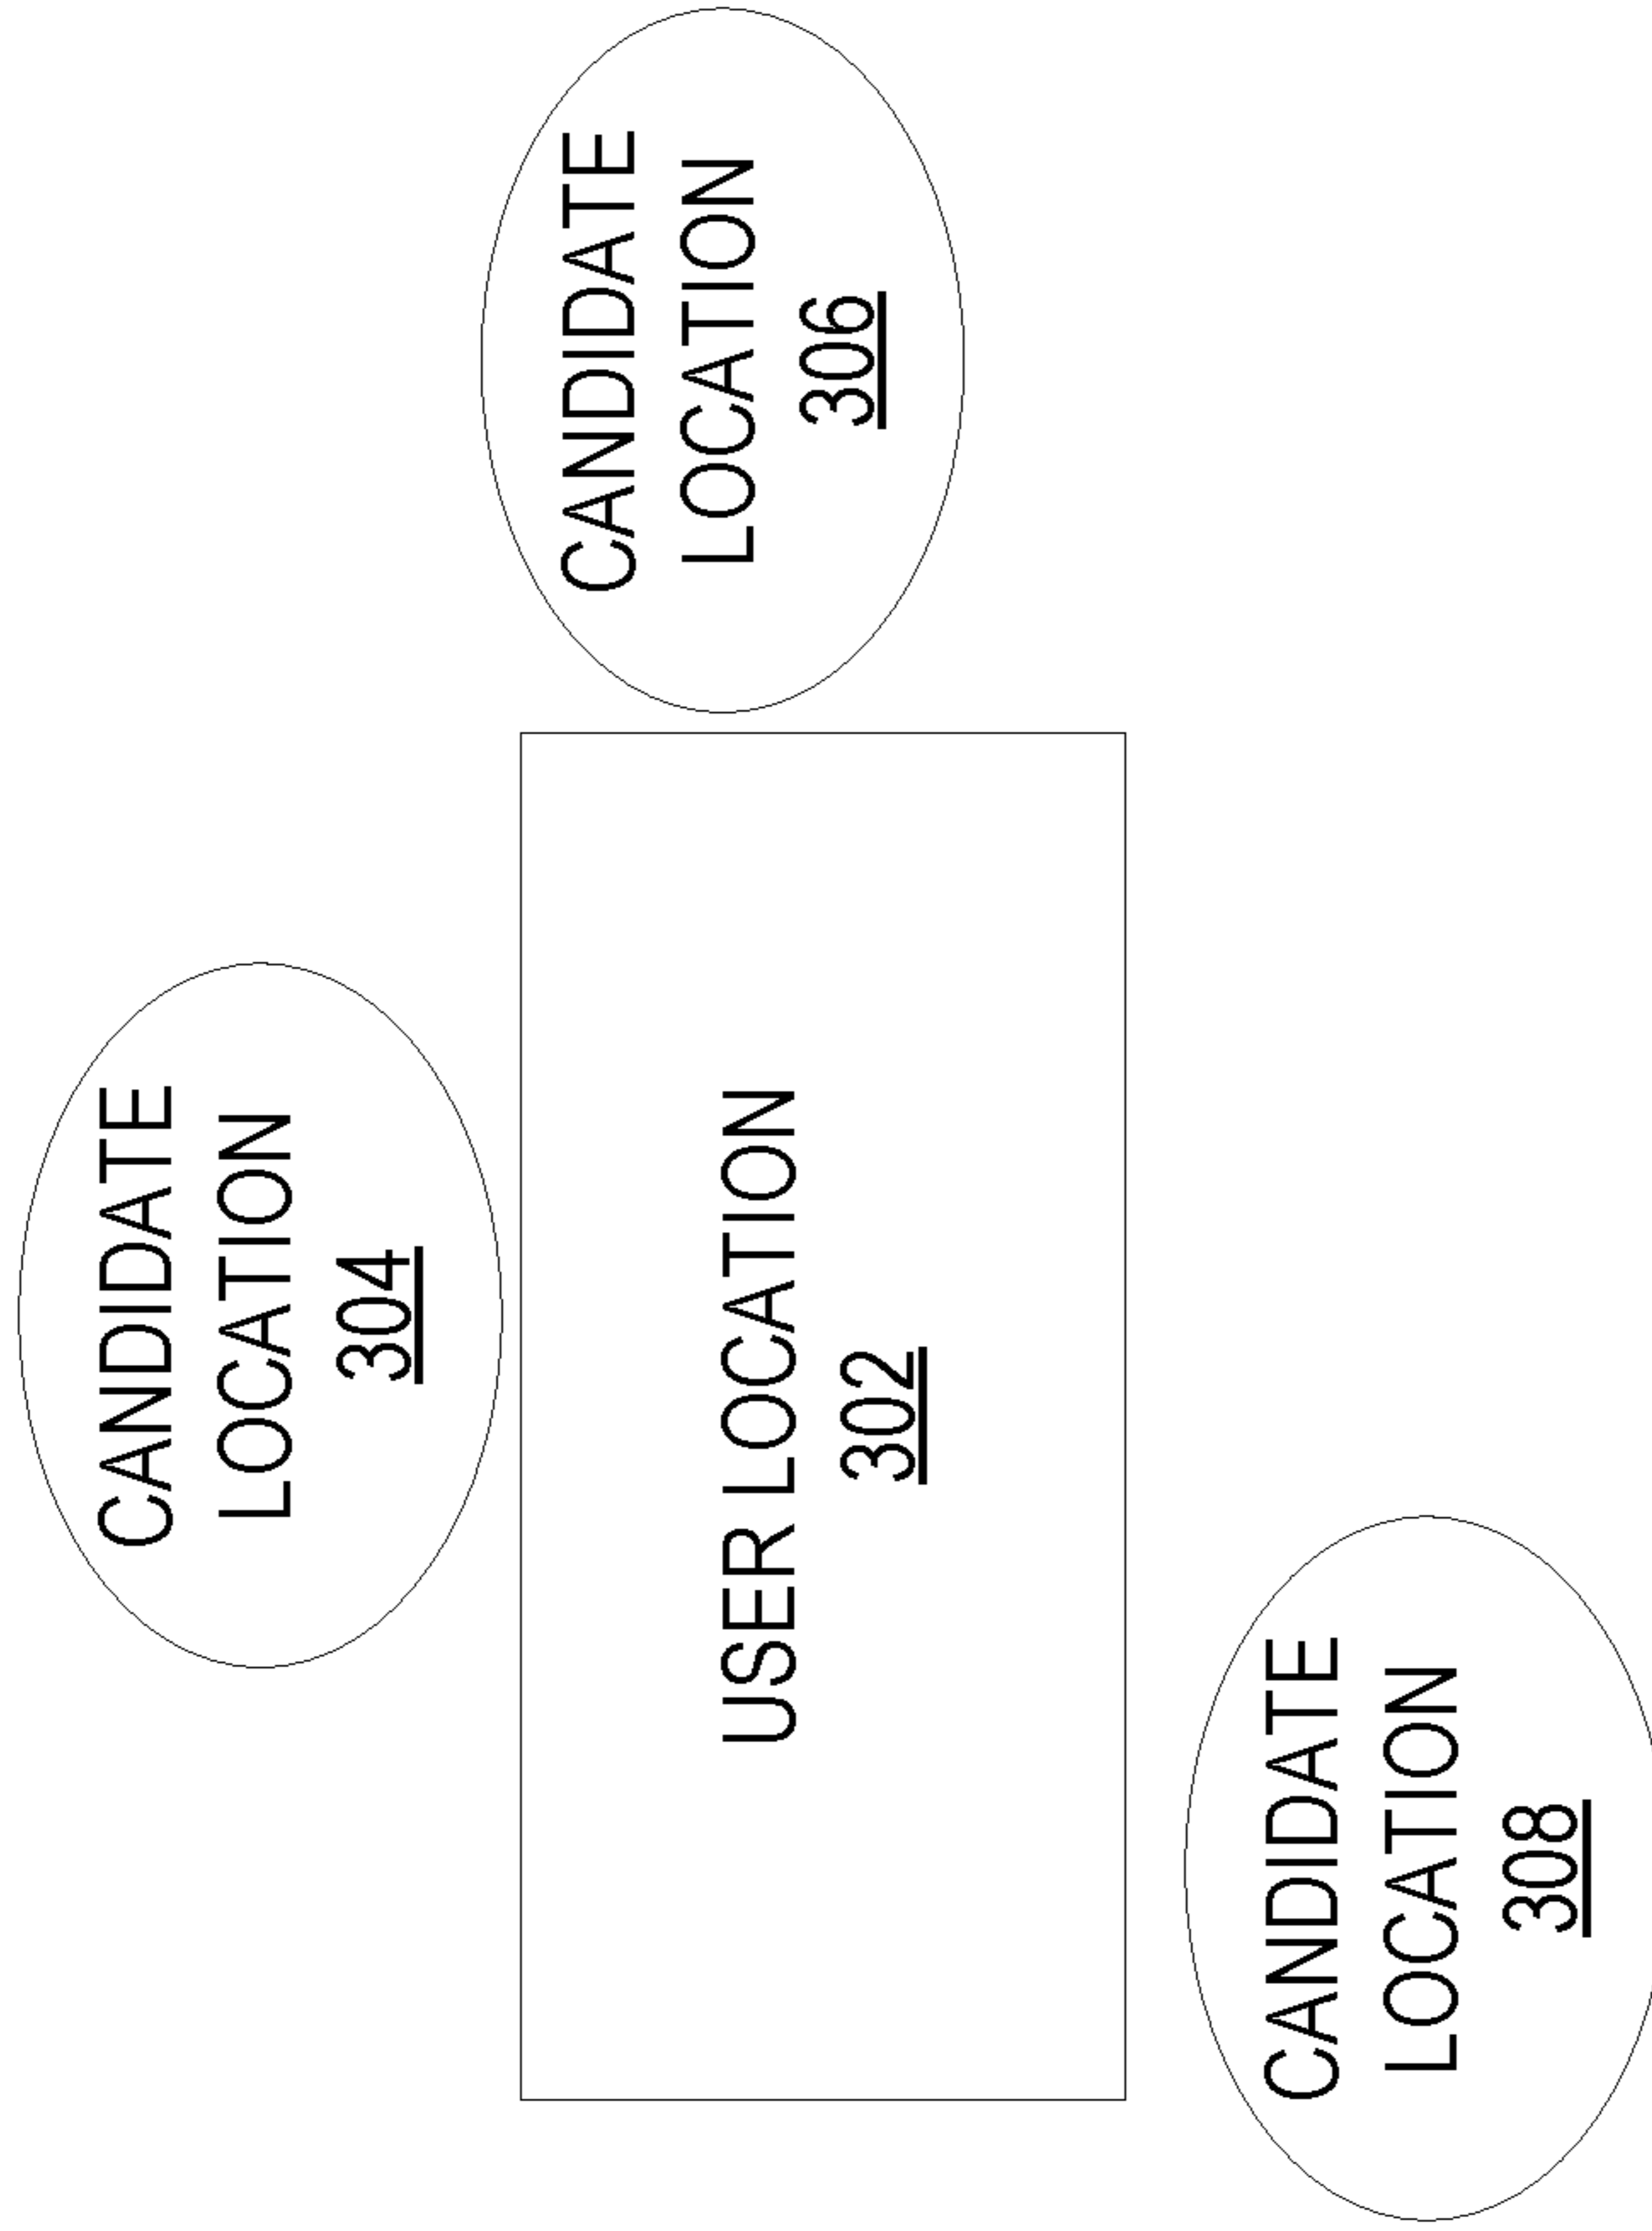 CANDIDATE
LOCATION
304
CANDIDATE
LOCATION
306
USER LOCATION
302
CANDIDATE
LOCATION
308